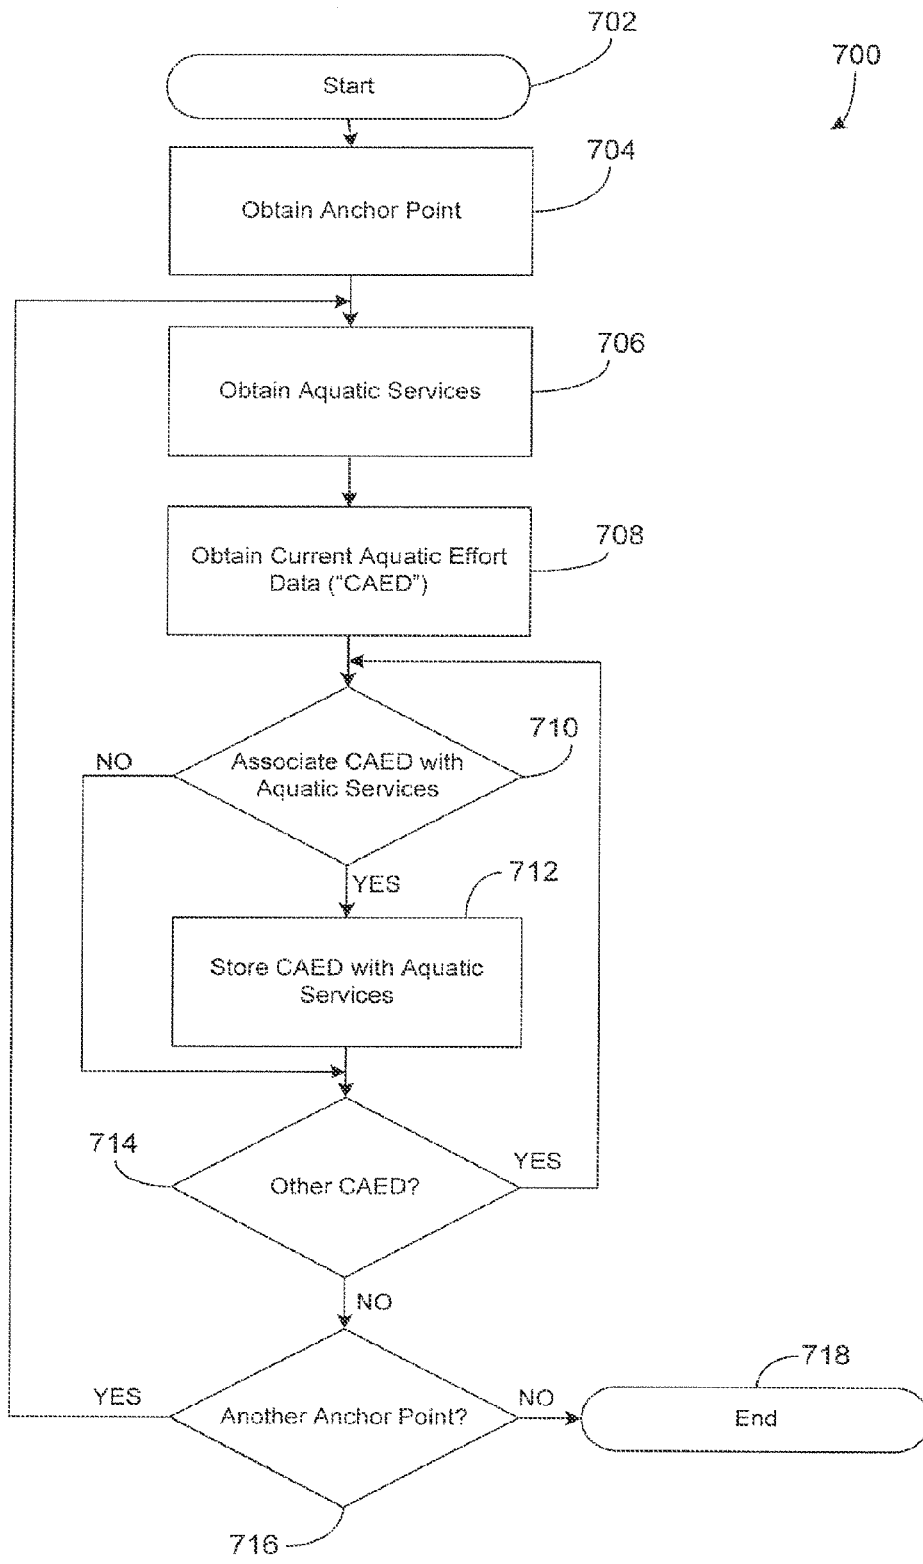 702
700
Start
704
Obtain Anchor Point
706
Obtain Aquatic Services
708
Obtain Current Aquatic Effort
Data ("CAED")
710
NO
Associate CAED with
Aquatic Services
YES
712
Store CAED with Aquatic
Services
714
YES
Other CAED?
NO
718
YES
NO
Another Anchor Point?
End
716